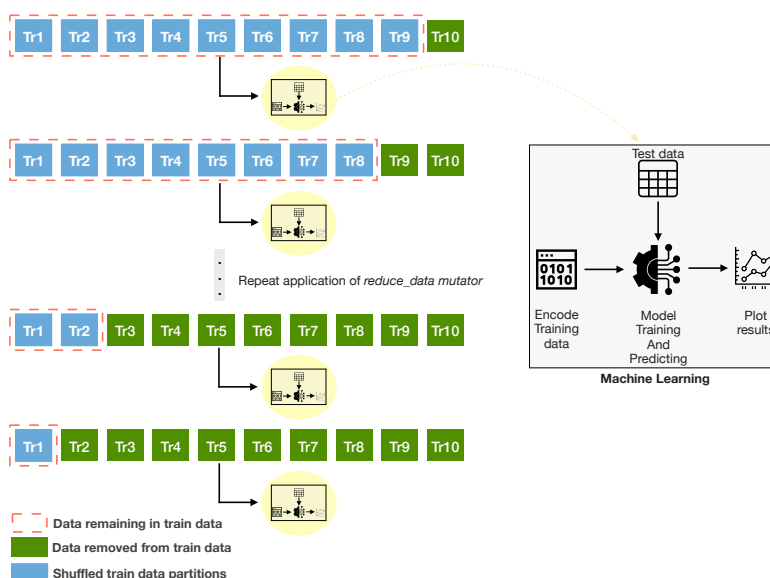 Tr1 Tr2 Tr3 Tr4 Tr5 Tr6 Tr7 Tr8 Tr9 Tr10
Tr1 Tr2 Tr3 Tr4 Tr5 Tr6 Tr7 Tr8 Tr9 Tr10
Repeat application of reduce_data mutator
Tr1 Tr2 Tr3 Tr4 Tr5 Tr6 Tr7 Tr8 Tr9 Tr10
Tr1 Tr2 Tr3 Tr4 Tr5 Tr6 Tr7 Tr8 Tr9 Tr10
Data remaining in train data
Data removed from train data
Shuffled train data partitions
Test data
0101
1010
Encode
Training
data
Model
Training
And
Predicting
Plot
results
Machine Learning